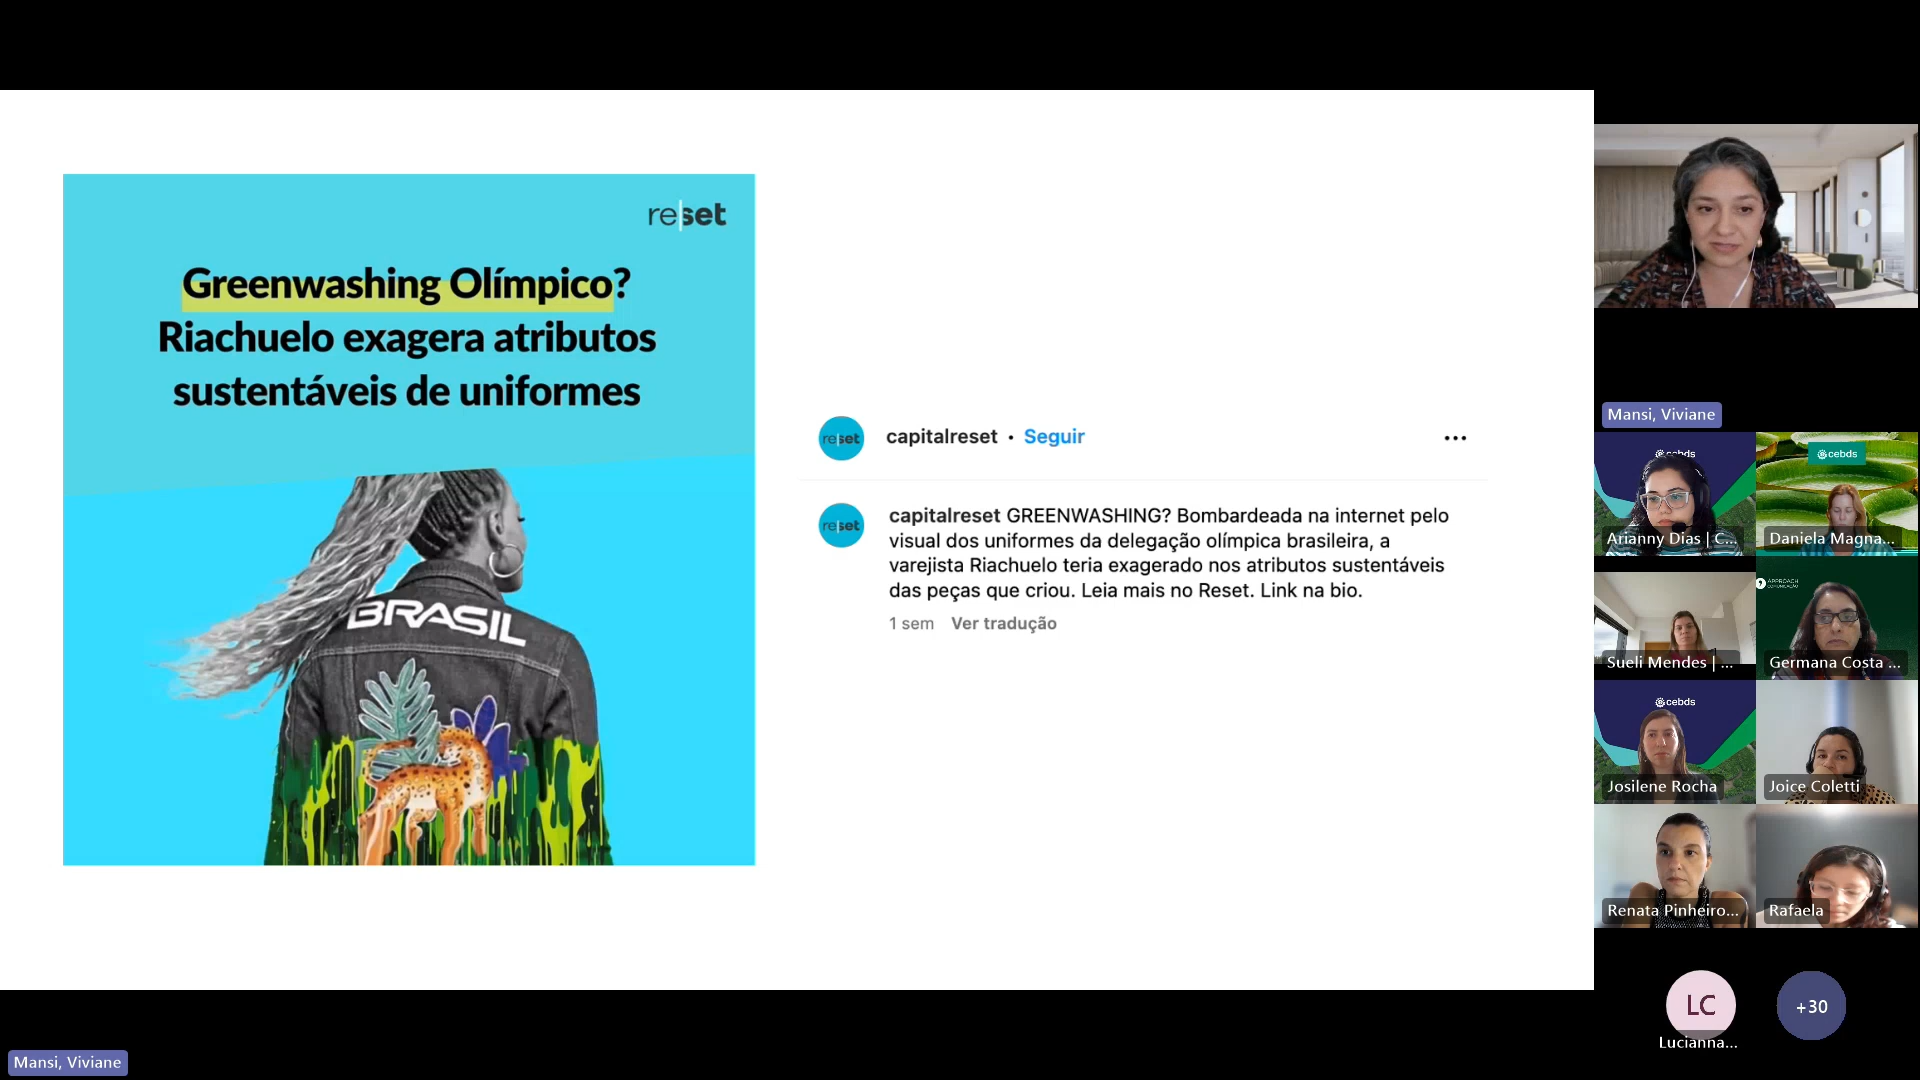 reset
Greenwashing Olímpico?
Riachuelo exagera atributos
sustentáveis de uniformes
BRASIL
reset
capitalreset • Seguir
reset
capitalreset GREENWASHING? Bombardeada na internet pelo
visual dos uniformes da delegação olímpica brasileira, a
varejista Riachuelo teria exagerado nos atributos sustentáveis
das peças que criou. Leia mais no Reset. Link na bio.
1 sem Ver tradução
Mansi, Viviane
cebds
Arianny Dias | C...
cebds
Daniela Magna...
Sueli Mendes | ...
APPROACH
COMUNICAÇÃO
Germana Costa ...
cebds
Josilene Rocha
Joice Coletti
Renata Pinheiro...
Rafaela
LC
Lucianna...
+30
Mansi, Viviane